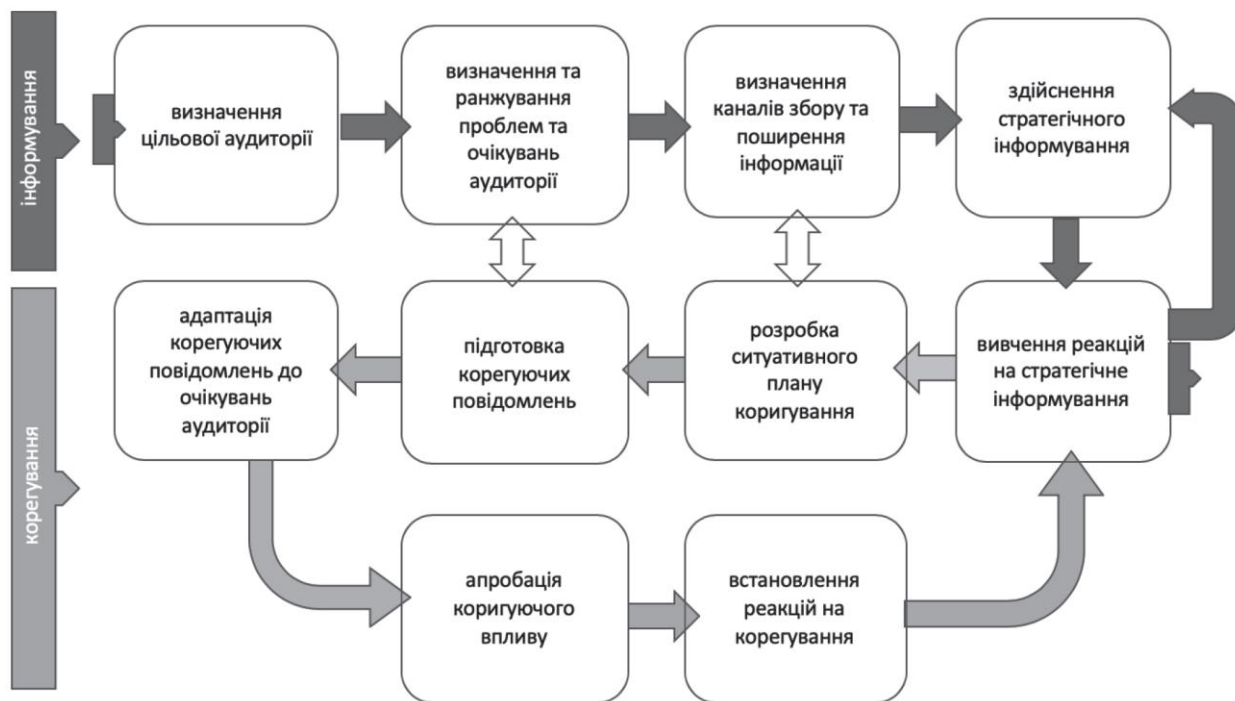 інформування
визначення
цільової аудиторії
визначення та
ранжування
проблем та
очікувань
аудиторії
визначення
каналів збору та
поширення
інформації
здійснення
стратегічного
інформування
корегування
адаптація
корегуючих
повідомлень до
очікувань
аудиторії
підготовка
корегуючих
повідомлень
розробка
ситуативного
плану
коригування
вивчення реакцій
на стратегічне
інформування
апробація
коригуючого
впливу
встановлення
реакцій на
корегування